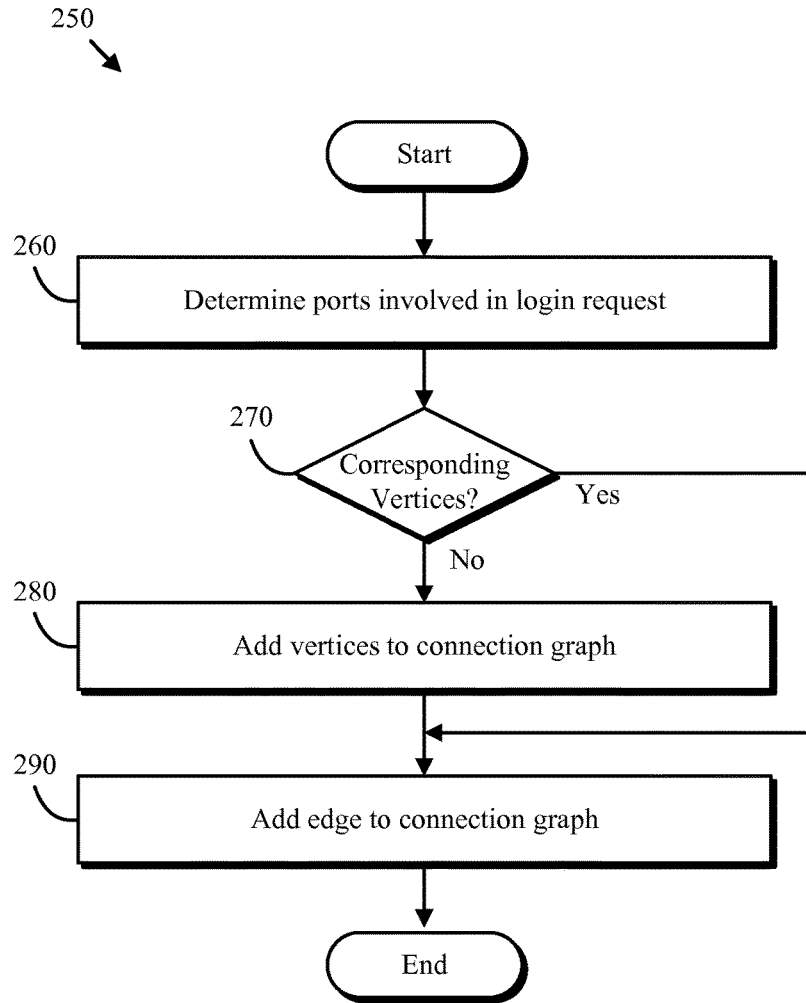 250
Start
260
Determine ports involved in login request
270
Corresponding
Vertices?
Yes
No
280
Add vertices to connection graph
290
Add edge to connection graph
End